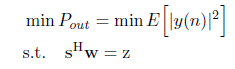 min P_out = min E[|y(n)|²]
s.t. s^H w = z